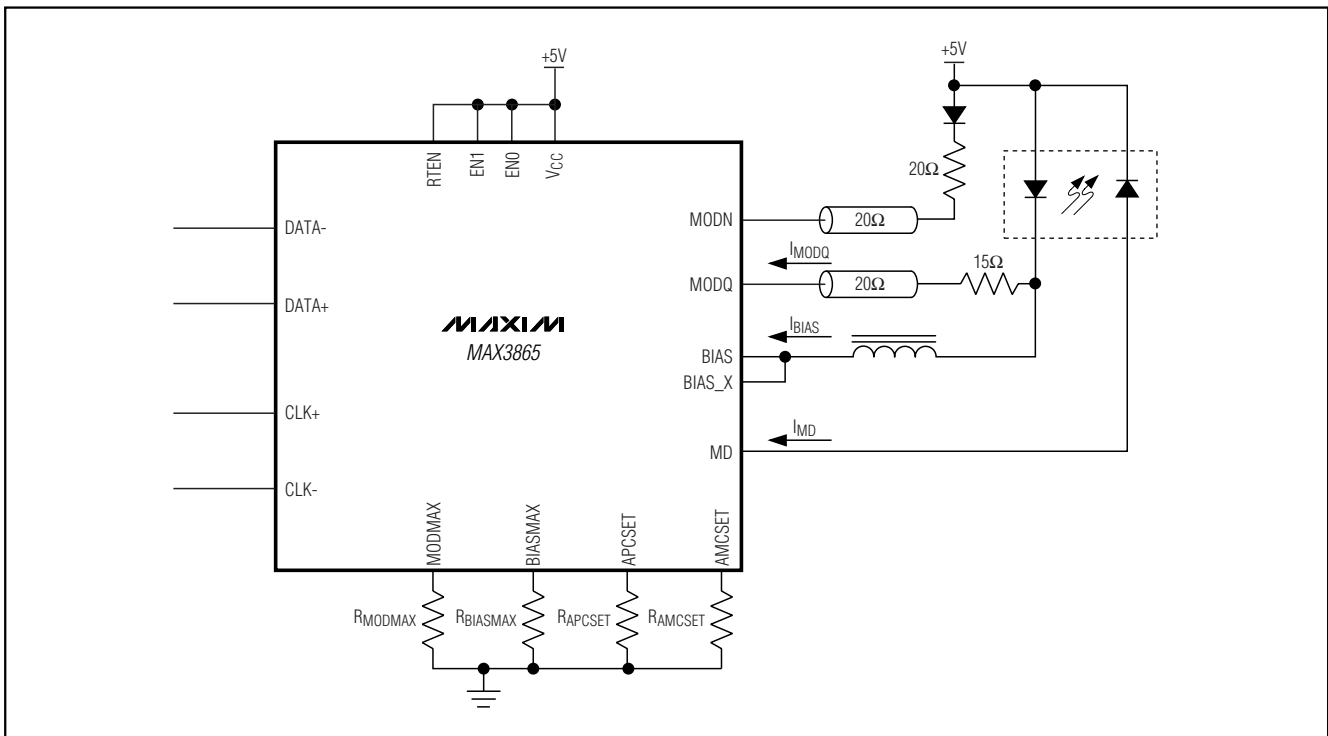 +5V
+5V
RTEN
EN1
EN0
VCC
20Ω
DATA-
MODN
20Ω
IMODQ
15Ω
DATA+
MODQ
20Ω
MAXIM
MAX3865
IBIAS
BIAS
BIAS_X
CLK+
IMD
MD
CLK-
MODMAX
BIASMAX
APCSET
AMCSET
RMODMAX
RBIASMAX
RAPCSET
RAMCSET